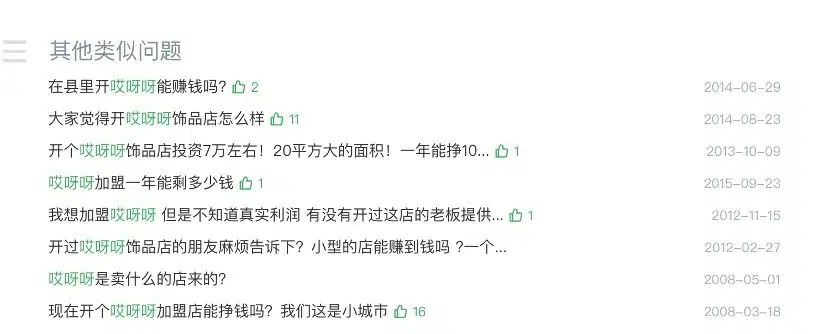 其他类似问题
在县里开哎呀呀能赚钱吗? 2 2014-06-29
大家觉得开哎呀呀饰品店怎么样 11 2014-08-23
开个哎呀呀饰品店投资7万左右！20平方大的面积！一年能挣10... 1 2013-10-09
哎呀呀加盟一年能剩多少钱 1 2015-09-23
我想加盟哎呀呀 但是不知道真实利润 有没有开过这店的老板提供... 1 2012-11-15
开过哎呀呀饰品店的朋友麻烦告诉下？小型的店能赚到钱吗 ?一个... 2012-02-27
哎呀呀是卖什么的店来的? 2008-05-01
现在开个哎呀呀加盟店能挣钱吗？我们这是小城市 16 2008-03-18